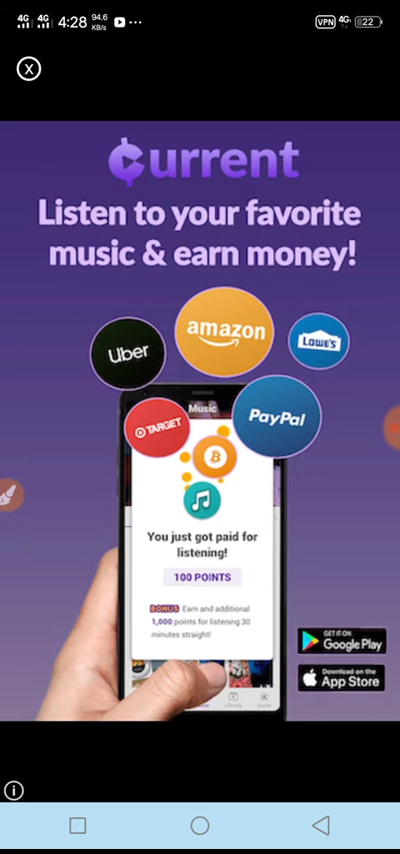 4G 4G 4:28 94.6 KB/s VPN 4G 22
X
Current
Listen to your favorite
music & earn money!
Uber
amazon
LOWE'S
Music
TARGET
PayPal
You just got paid for
listening!
100 POINTS
BONUS Earn and additional
1,000 points for listening 30
minutes straight!
GET IT ON
Google Play
Download on the
App Store
Library